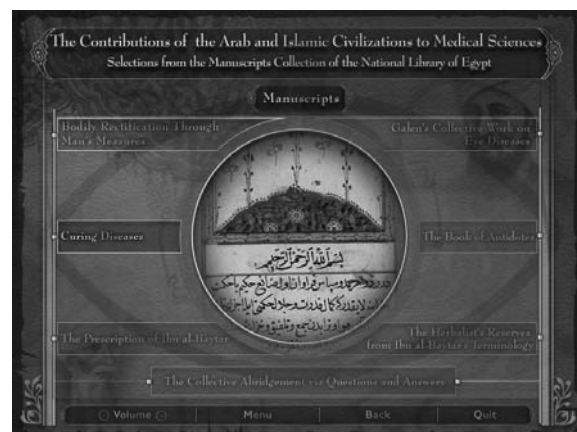 The Contributions of the Arab and Islamic Civilizations to Medical Sciences
Selections from the Manuscripts Collection of the National Library of Egypt
Manuscripts
Bodily Rectification Through
Man's Measures
Galen's Collective Work on
Eye Diseases
Curing Diseases
The Book of Antidotes
بسم الله الرحمن الرحيم
The Prescription of Ibn al-Baytar
The Herbalist's Reserves
from Ibn al-Baytar's Terminology
The Collective Abridgement via Questions and Answers
Volume
Menu
Back
Quit